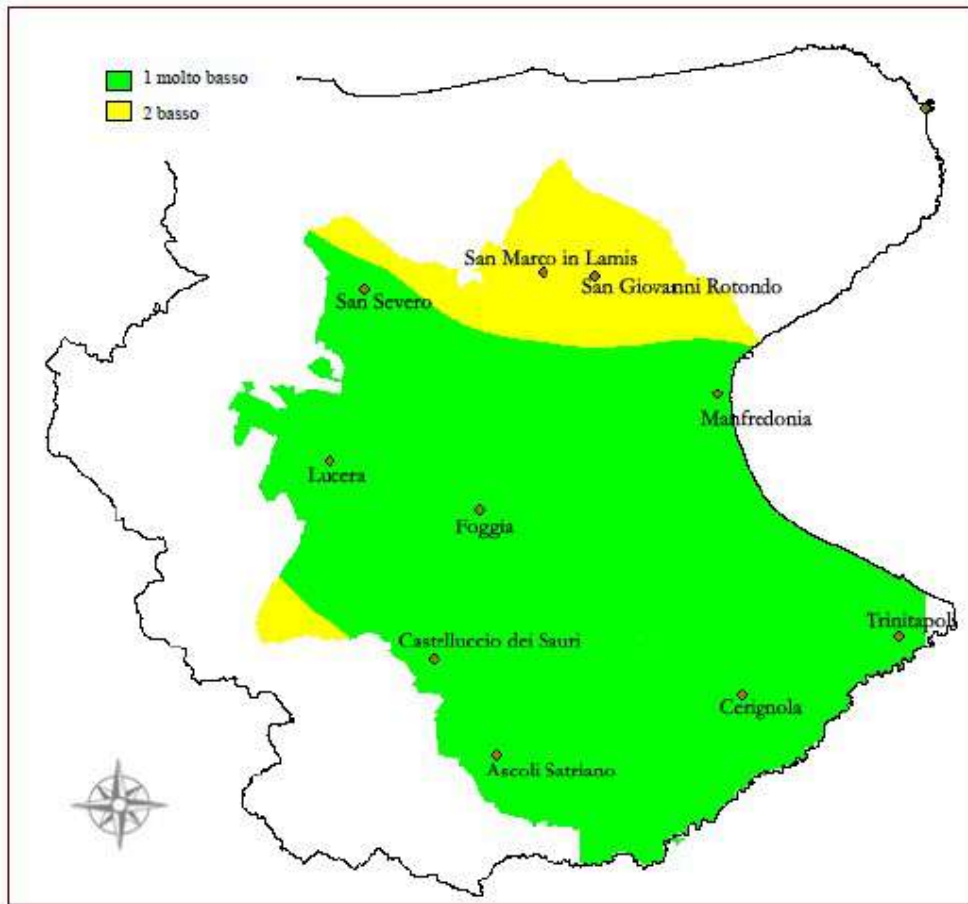 1 molto basso
2 basso
San Marco in Lamis
San Giovanni Rotondo
San Severo
Manfredonia
Lucera
Foggia
Trinitapoli
Castelluccio dei Sauri
Cerignola
Ascoli Satriano